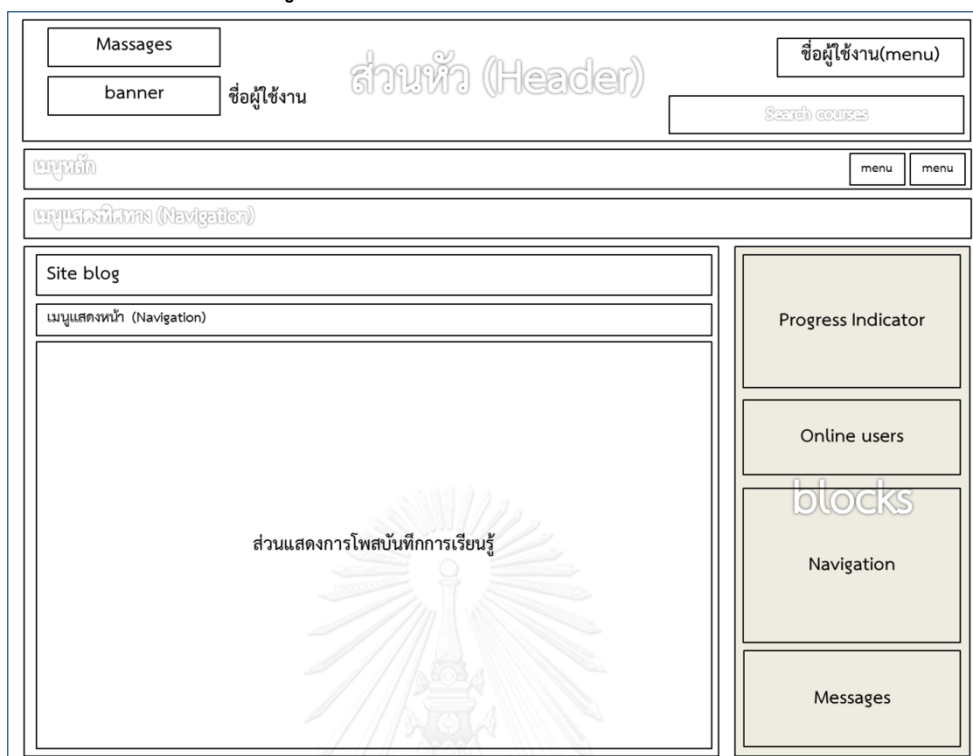 Massages
ส่วนหัว (Header)
ชื่อผู้ใช้งาน(menu)
banner
ชื่อผู้ใช้งาน
Search courses
เมนูหลัก
menu
menu
เมนูแสดงทิศทาง (Navigation)
Site blog
เมนูแสดงหน้า (Navigation)
ส่วนแสดงการโพสบันทึกการเรียนรู้
Progress Indicator
Online users
blocks
Navigation
Messages